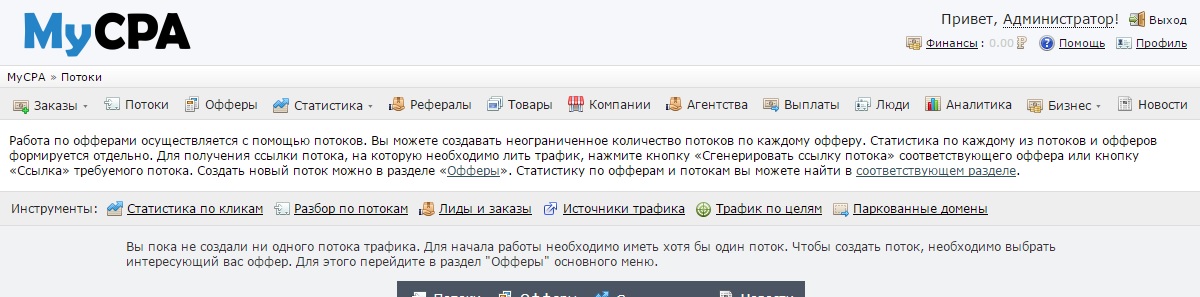 MyCPA
Привет, Администратор! Выход
Финансы : 0.00 Помощь Профиль
MyCPA » Потоки
Заказы Потоки Офферы Статистика Рефералы Товары Компании Агентства Выплаты Люди Аналитика Бизнес Новости
Работа по офферами осуществляется с помощью потоков. Вы можете создавать неограниченное количество потоков по каждому офферу. Статистика по каждому из потоков и офферов
формируется отдельно. Для получения ссылки потока, на которую необходимо лить трафик, нажмите кнопку «Сгенерировать ссылку потока» соответствующего оффера или кнопку
«Ссылка» требуемого потока. Создать новый поток можно в разделе «Офферы». Статистику по офферам и потокам вы можете найти в соответствующем разделе.
Инструменты: Статистика по кликам Разбор по потокам Лиды и заказы Источники трафика Трафик по целям Паркованные домены
Вы пока не создали ни одного потока трафика. Для начала работы необходимо иметь хотя бы один поток. Чтобы создать поток, необходимо выбрать
интересующий вас оффер. Для этого перейдите в раздел "Офферы" основного меню.
Потоки Офферы Новости